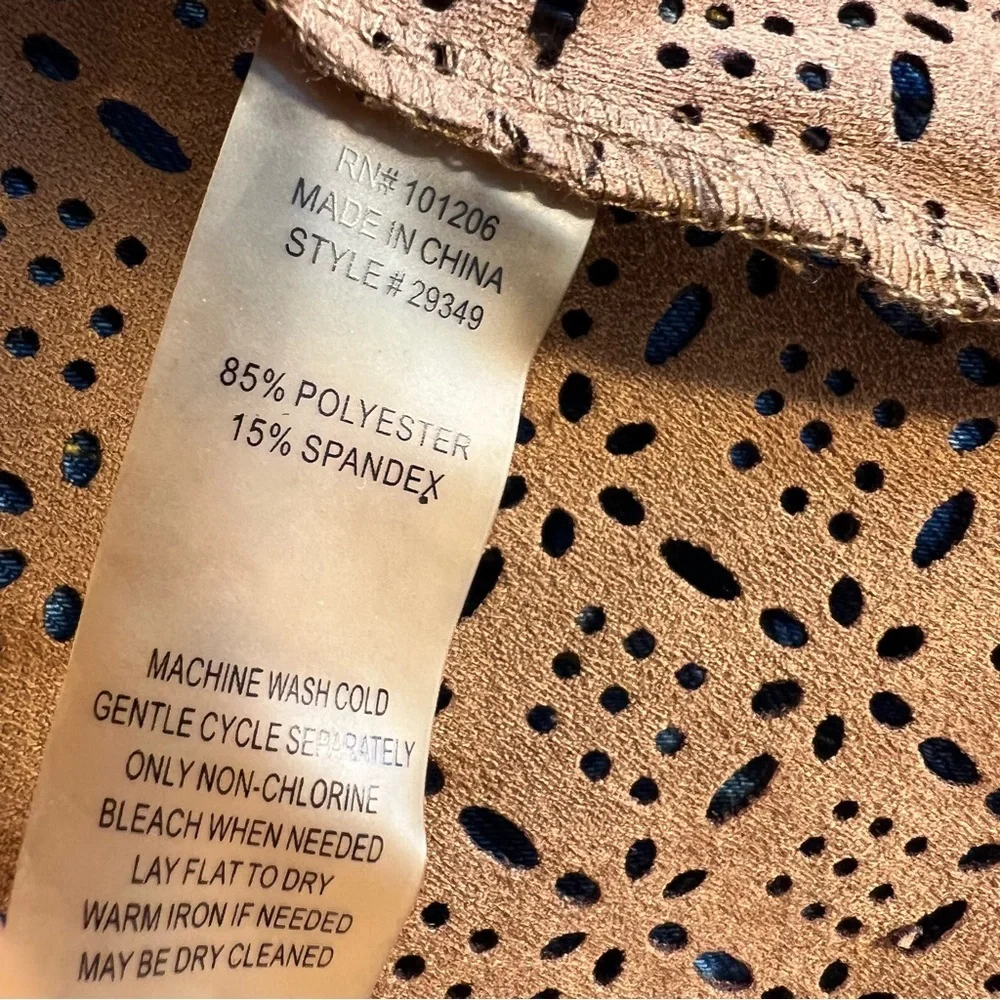 RN# 101206
MADE IN CHINA
STYLE # 29349
85% POLYESTER
15% SPANDEX
MACHINE WASH COLD
GENTLE CYCLE SEPARATELY
ONLY NON-CHLORINE
BLEACH WHEN NEEDED
LAY FLAT TO DRY
WARM IRON IF NEEDED
MAY BE DRY CLEANED